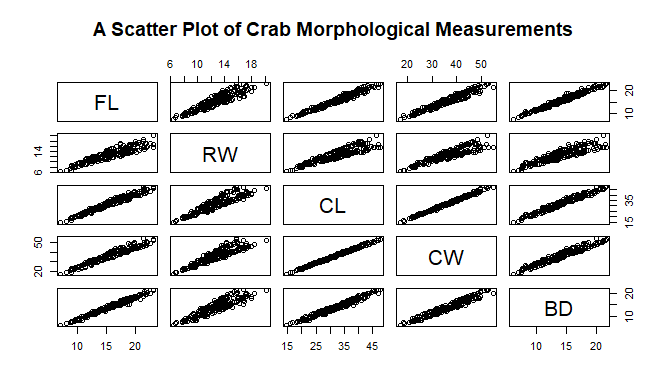 A Scatter Plot of Crab Morphological Measurements
6 10 14 18 20 30 40 50
FL 10 20
6 14 RW
CL 15 35
20 50 CW
BD 10 20
10 15 20 15 25 35 45 10 15 20